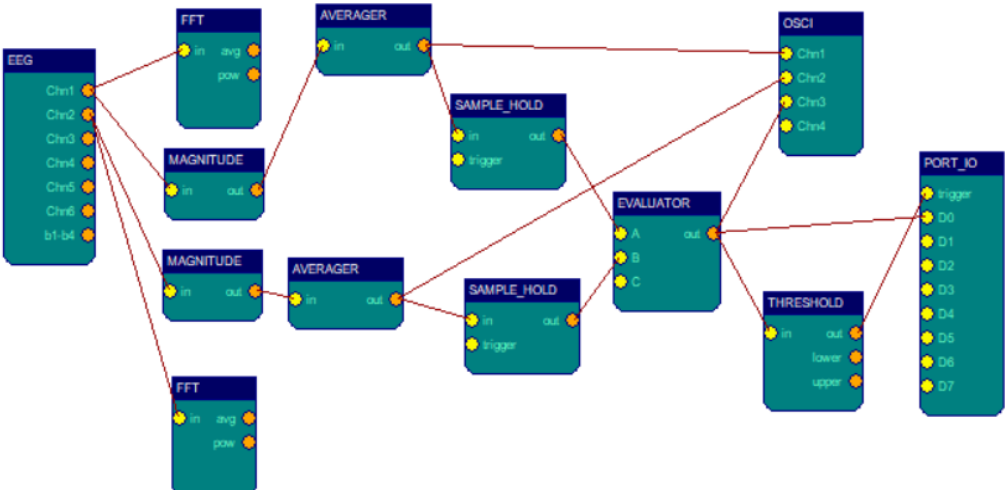 EEG
Chn1
Chn2
Chn3
Chn4
Chn5
Chn6
b1-b4
FFT
in avg
pow
MAGNITUDE
in out
AVERAGER
in out
SAMPLE_HOLD
in out
trigger
OSCI
Chn1
Chn2
Chn3
Chn4
MAGNITUDE
in out
AVERAGER
in out
SAMPLE_HOLD
in out
trigger
EVALUATOR
A out
B
C
THRESHOLD
in out
lower
upper
PORT_IO
trigger
D0
D1
D2
D3
D4
D5
D6
D7
FFT
in avg
pow